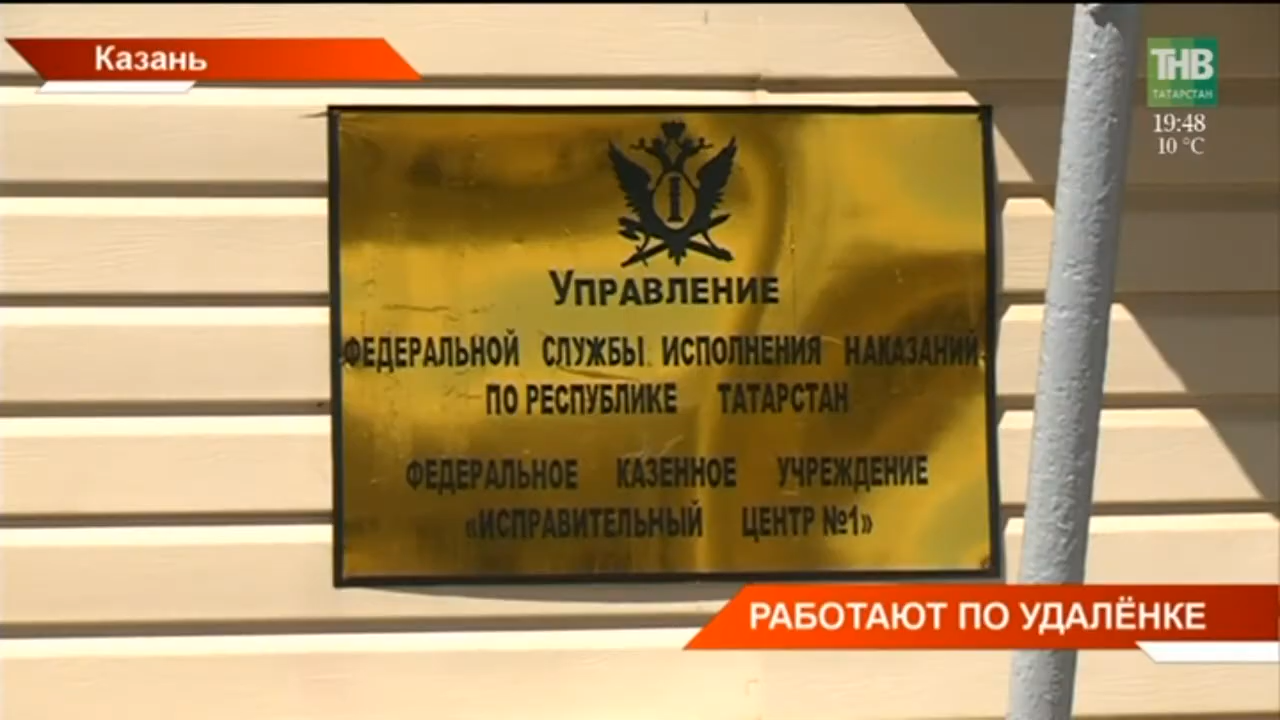 Казань
ТНВ
ТАТАРСТАН
19:48
10 °C
УПРАВЛЕНИЕ
ФЕДЕРАЛЬНОЙ СЛУЖБЫ ИСПОЛНЕНИЯ НАКАЗАНИЙ
ПО РЕСПУБЛИКЕ ТАТАРСТАН
ФЕДЕРАЛЬНОЕ КАЗЕННОЕ УЧРЕЖДЕНИЕ
«ИСПРАВИТЕЛЬНЫЙ ЦЕНТР №1»
РАБОТАЮТ ПО УДАЛЁНКЕ